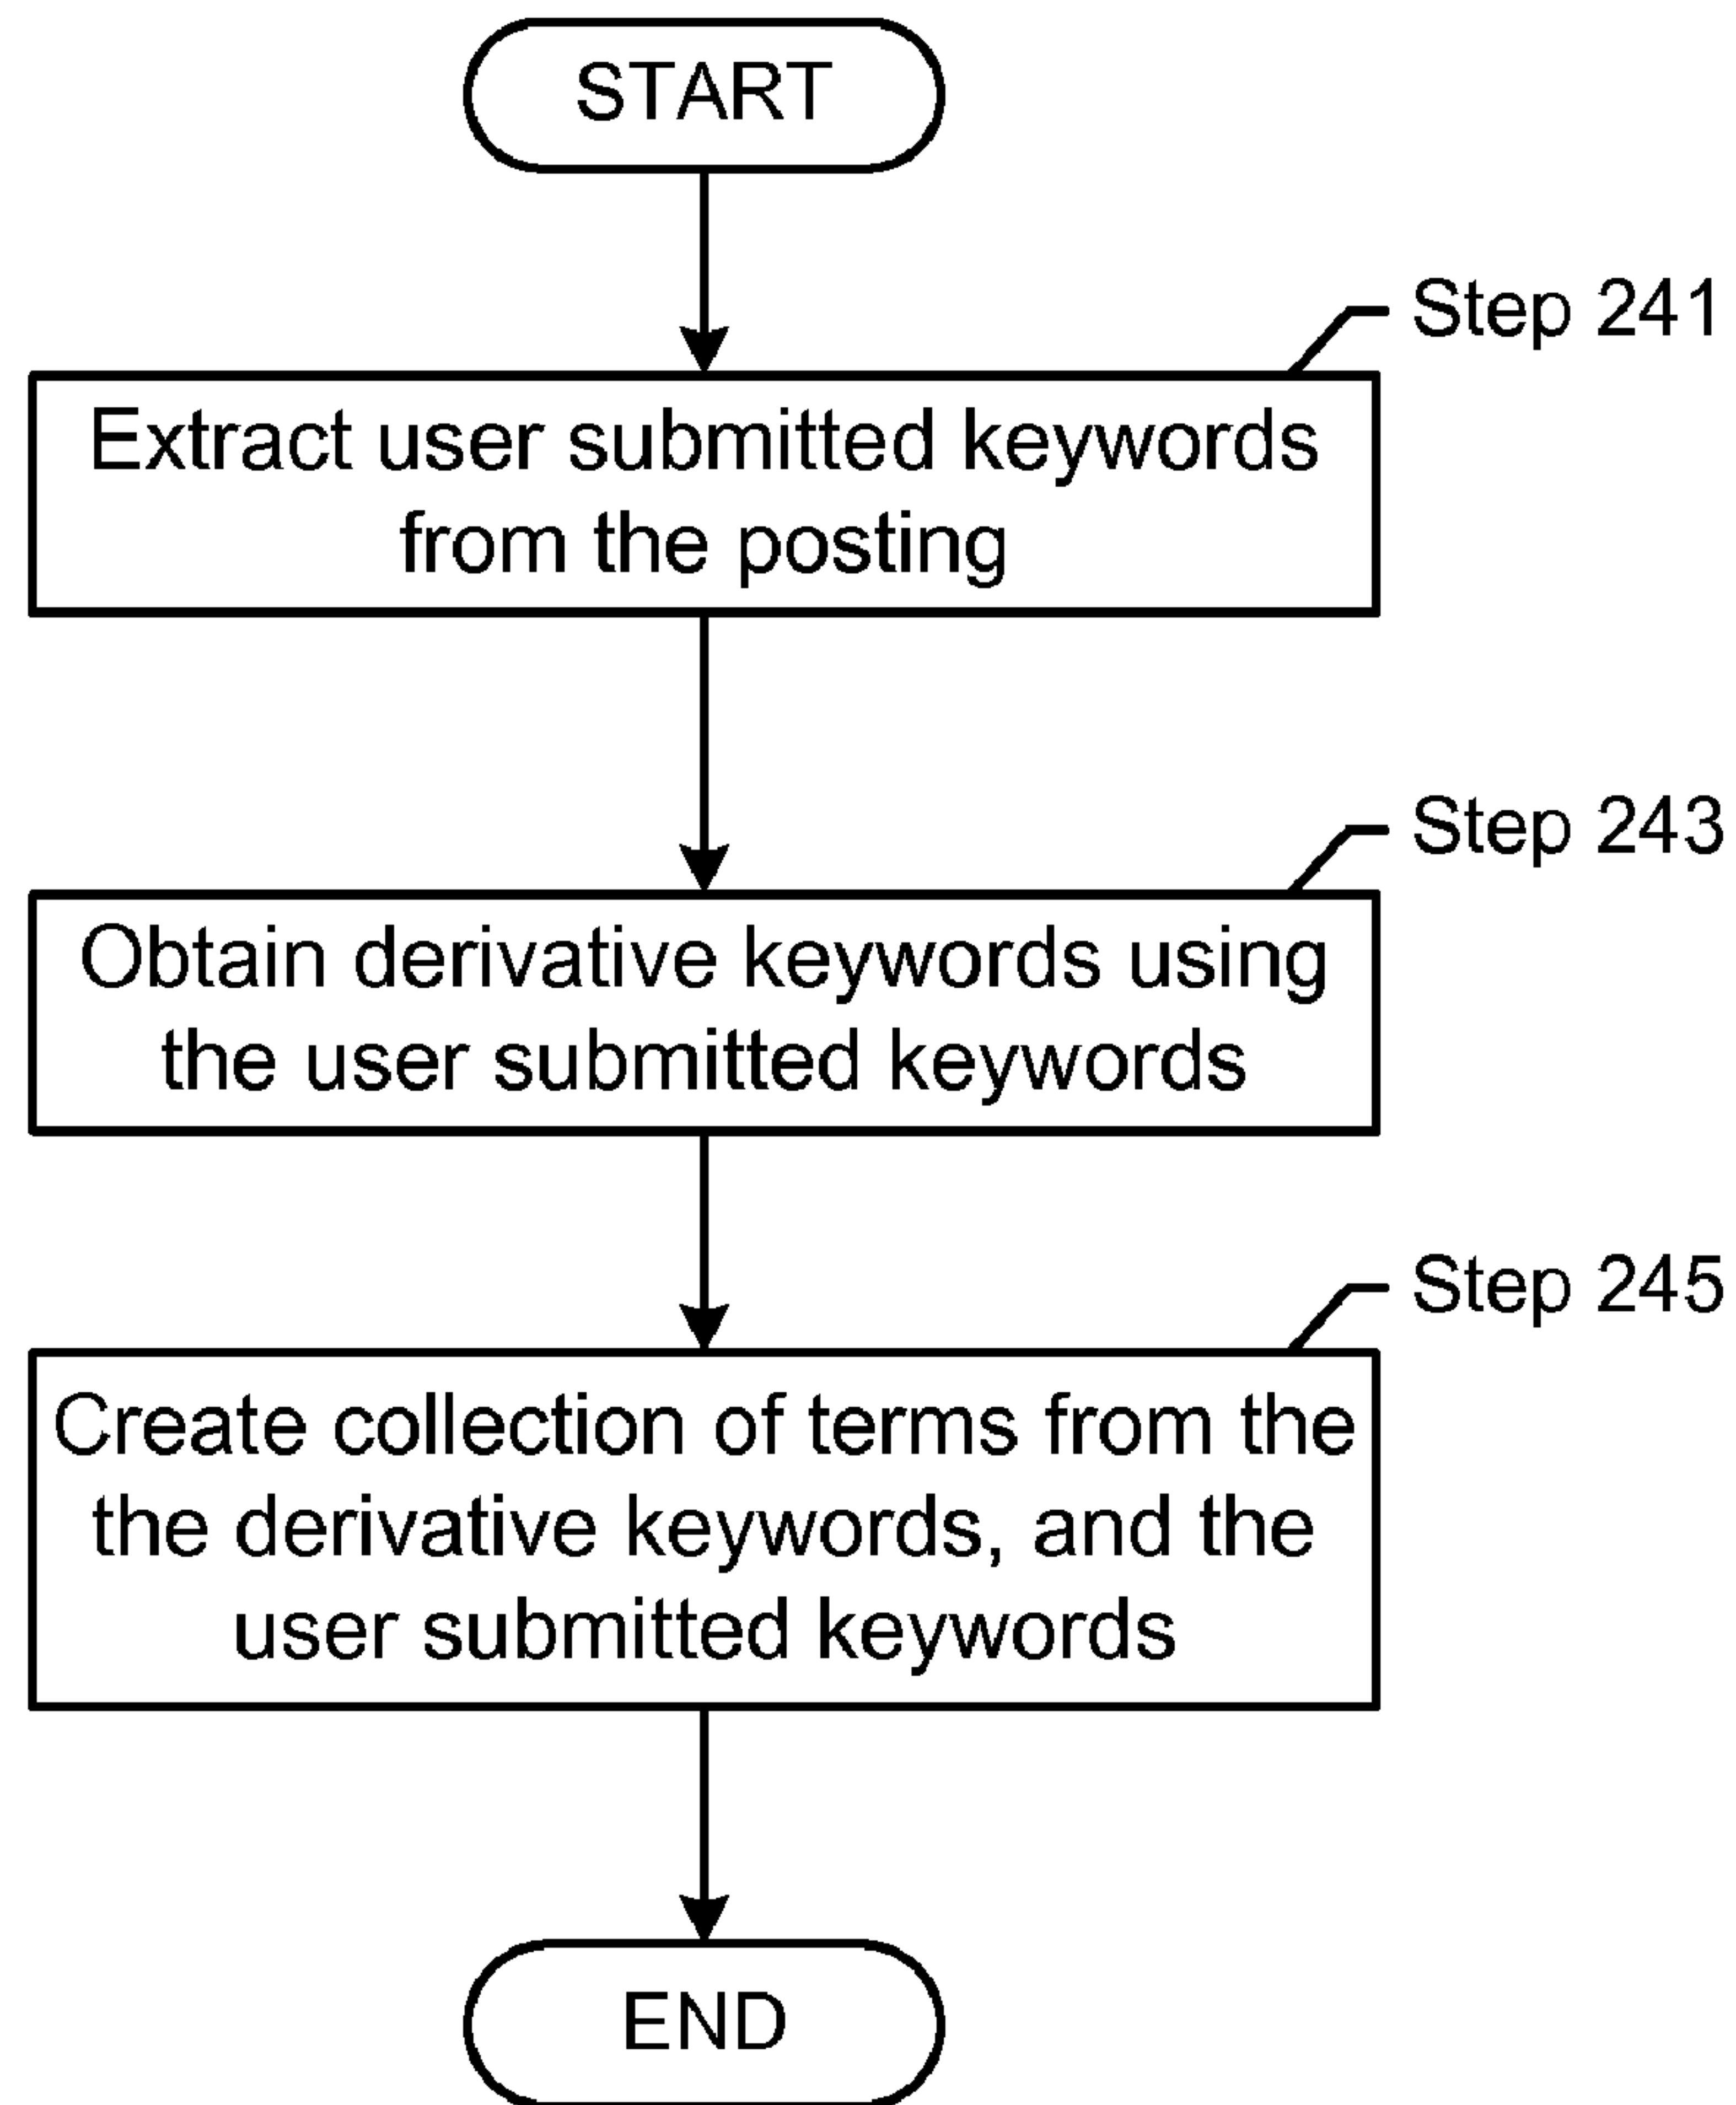 START
Step 241
Extract user submitted keywords
from the posting
Step 243
Obtain derivative keywords using
the user submitted keywords
Step 245
Create collection of terms from the
the derivative keywords, and the
user submitted keywords
END